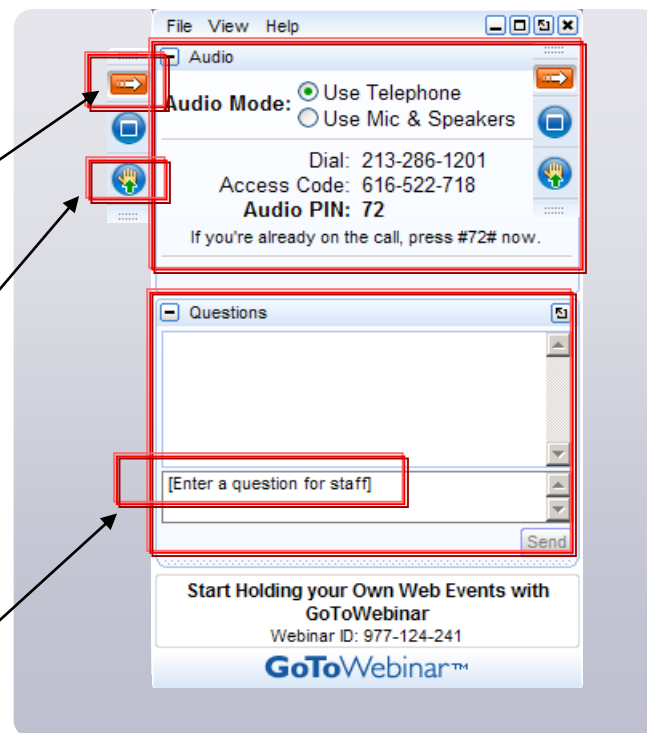 File View Help
Audio
Audio Mode: Use Telephone
Use Mic & Speakers
Dial: 213-286-1201
Access Code: 616-522-718
Audio PIN: 72
If you're already on the call, press #72# now.
Questions
[Enter a question for staff]
Send
Start Holding your Own Web Events with
GoToWebinar
Webinar ID: 977-124-241
GoToWebinar™